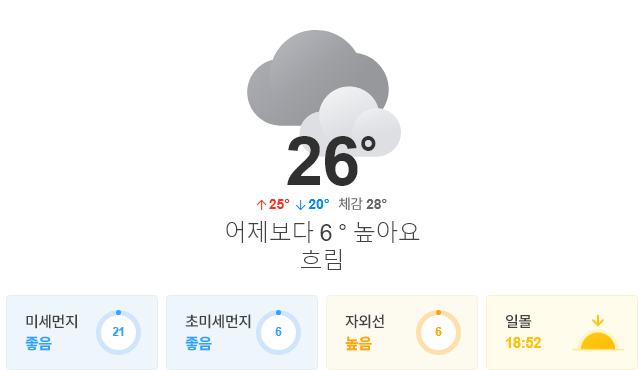 26°
↑25° ↓20° 체감 28°
어제보다 6 ° 높아요
흐림
미세먼지
좋음
21
초미세먼지
좋음
6
자외선
높음
6
일몰
18:52